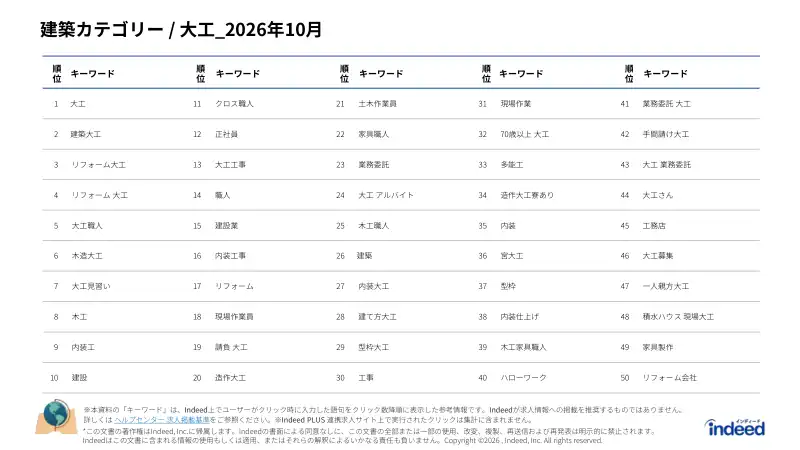 建築カテゴリー / 大工_2026年10月
順位 キーワード 順位 キーワード 順位 キーワード 順位 キーワード 順位 キーワード
1 大工 11 クロス職人 21 土木作業員 31 現場作業 41 業務委託 大工
2 建築大工 12 正社員 22 家具職人 32 70歳以上 大工 42 手間請け大工
3 リフォーム大工 13 大工工事 23 業務委託 33 多能工 43 大工 業務委託
4 リフォーム 大工 14 職人 24 大工 アルバイト 34 造作大工寮あり 44 大工さん
5 大工職人 15 建設業 25 木工職人 35 内装 45 工務店
6 木造大工 16 内装工事 26 建築 36 宮大工 46 大工募集
7 大工見習い 17 リフォーム 27 内装大工 37 型枠 47 一人親方大工
8 木工 18 現場作業員 28 建て方大工 38 内装仕上げ 48 積水ハウス 現場大工
9 内装工 19 請負 大工 29 型枠大工 39 木工家具職人 49 家具製作
10 建設 20 造作大工 30 工事 40 ハローワーク 50 リフォーム会社
※本資料の「キーワード」は、Indeed上でユーザーがクリック時に入力した語句をクリック数降順に表示した参考情報です。Indeedが求人情報への掲載を推奨するものではありません。
詳しくは ヘルプセンター 求人掲載基準をご参照ください。※Indeed PLUS 連携求人サイト上で実行されたクリックは集計に含まれません。
*この文書の著作権はIndeed, Inc.に帰属します。Indeedの書面による同意なしに、この文書の全部または一部の使用、改変、複製、再送信および再発表は明示的に禁止されます。
Indeedはこの文書に含まれる情報の使用もしくは適用、またはそれらの解釈によるいかなる責任も負いません。Copyright ©2026 , Indeed, Inc. All rights reserved.
インディード
indeed